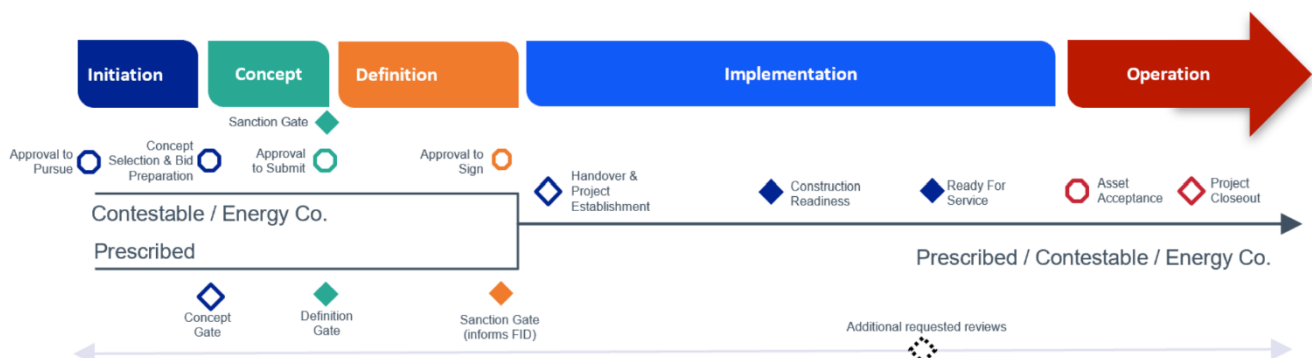 Initiation
Concept
Definition
Implementation
Operation
Sanction Gate
Approval to
Pursue
Concept
Selection & Bid
Preparation
Approval
to Submit
Approval to
Sign
Handover &
Project
Establishment
Construction
Readiness
Ready For
Service
Asset
Acceptance
Project
Closeout
Contestable / Energy Co.
Prescribed
Prescribed / Contestable / Energy Co.
Concept
Gate
Definition
Gate
Sanction Gate
(informs FID)
Additional requested reviews